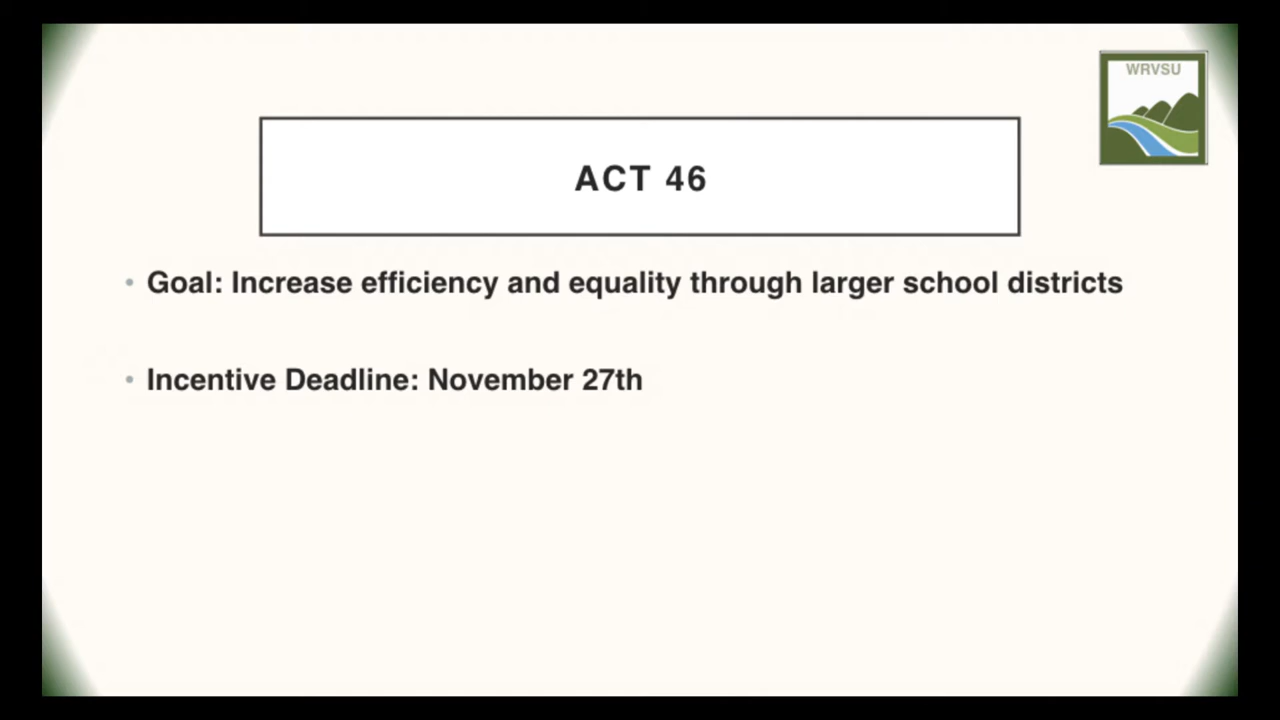 WRVSU
ACT 46
• Goal: Increase efficiency and equality through larger school districts
• Incentive Deadline: November 27th